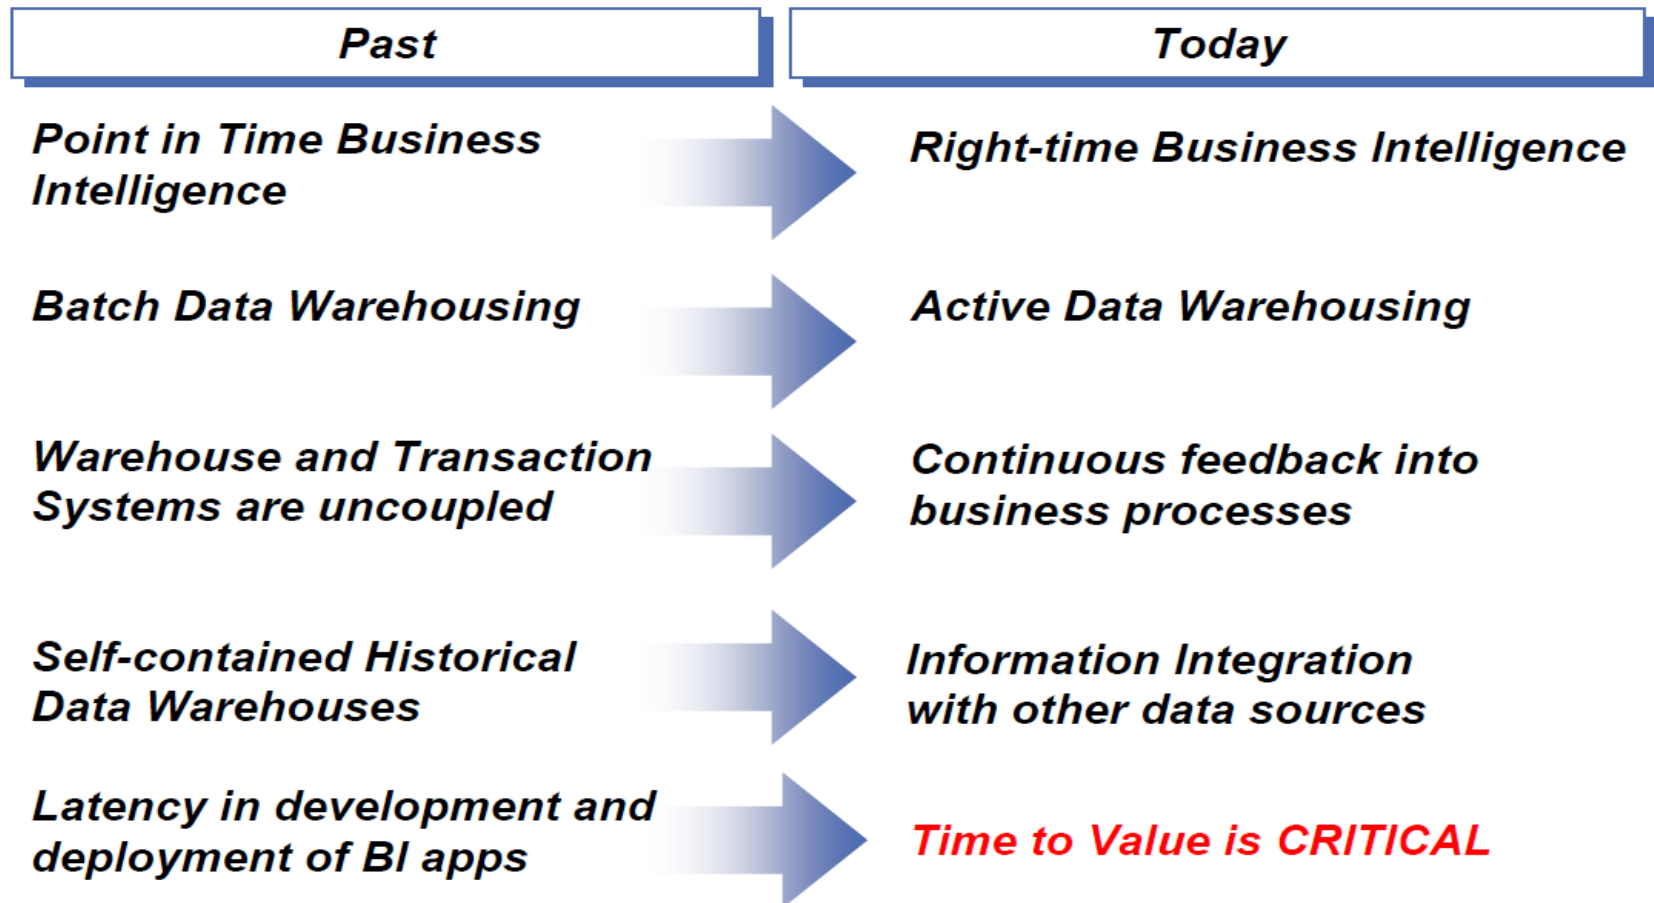 Past
Today
Point in Time Business
Intelligence
Right-time Business Intelligence
Batch Data Warehousing
Active Data Warehousing
Warehouse and Transaction
Systems are uncoupled
Continuous feedback into
business processes
Self-contained Historical
Data Warehouses
Information Integration
with other data sources
Latency in development and
deployment of BI apps
Time to Value is CRITICAL